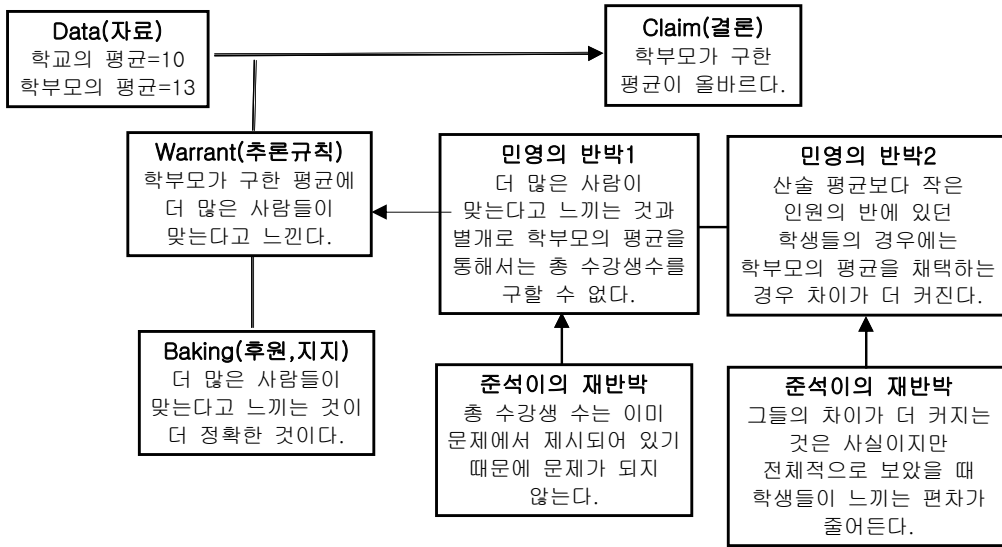 Data(자료)
학교의 평균=10
학부모의 평균=13
Claim(결론)
학부모가 구한
평균이 올바르다.
Warrant(추론규칙)
학부모가 구한 평균에
더 많은 사람들이
맞는다고 느낀다.
민영의 반박1
더 많은 사람이
맞는다고 느끼는 것과
별개로 학부모의 평균을
통해서는 총 수강생수를
구할 수 없다.
민영의 반박2
산술 평균보다 작은
인원의 반에 있던
학생들의 경우에는
학부모의 평균을 채택하는
경우 차이가 더 커진다.
Baking(후원,지지)
더 많은 사람들이
맞는다고 느끼는 것이
더 정확한 것이다.
준석이의 재반박
총 수강생 수는 이미
문제에서 제시되어 있기
때문에 문제가 되지
않는다.
준석이의 재반박
그들의 차이가 더 커지는
것은 사실이지만
전체적으로 보았을 때
학생들이 느끼는 편차가
줄어든다.